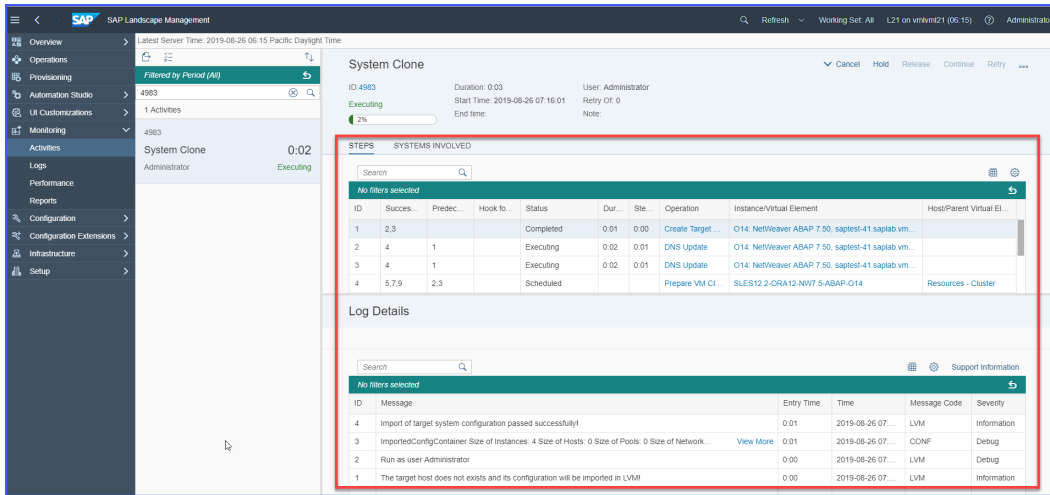 SAP SAP Landscape Management
Refresh Working Set: All L21 on vmlvml21 (06:15) Administrato
Overview
Operations
Provisioning
Automation Studio
UI Customizations
Monitoring
Activities
Logs
Performance
Reports
Configuration
Configuration Extensions
Infrastructure
Setup
Latest Server Time: 2019-08-26 06:15 Pacific Daylight Time
Filtered by Period (All)
4983
1 Activities
4983
System Clone 0:02
Administrator Executing
System Clone
Cancel Hold Release Continue Retry ...
ID:4983 Duration: 0:03 User: Administrator
Executing Start Time: 2019-08-26 07:16:01 Retry Of: 0
2% End time: Note:
STEPS SYSTEMS INVOLVED
Search
No filters selected
ID Succes... Predec... Hook fo... Status Dur... Ste... Operation Instance/Virtual Element Host/Parent Virtual El...
1 2,3 Completed 0:01 0:00 Create Target ... O14: NetWeaver ABAP 7.50, saptest-41.saplab.vm...
2 4 1 Executing 0:02 0:01 DNS Update O14: NetWeaver ABAP 7.50, saptest-41.saplab.vm...
3 4 1 Executing 0:02 0:01 DNS Update O14: NetWeaver ABAP 7.50, saptest-41.saplab.vm...
4 5,7,9 2,3 Scheduled Prepare VM Cl... SLES12.2-ORA12-NW7.5-ABAP-O14 Resources - Cluster
Log Details
Search Support Information
No filters selected
ID Message Entry Time Time Message Code Severity
4 Import of target system configuration passed successfully! 0:01 2019-08-26 07:... LVM Information
3 ImportedConfigContainer Size of Instances: 4 Size of Hosts: 0 Size of Pools: 0 Size of Network... View More 0:01 2019-08-26 07:... CONF Debug
2 Run as user Administrator 0:00 2019-08-26 07:... LVM Debug
1 The target host does not exists and its configuration will be imported in LVM! 0:00 2019-08-26 07:... LVM Information